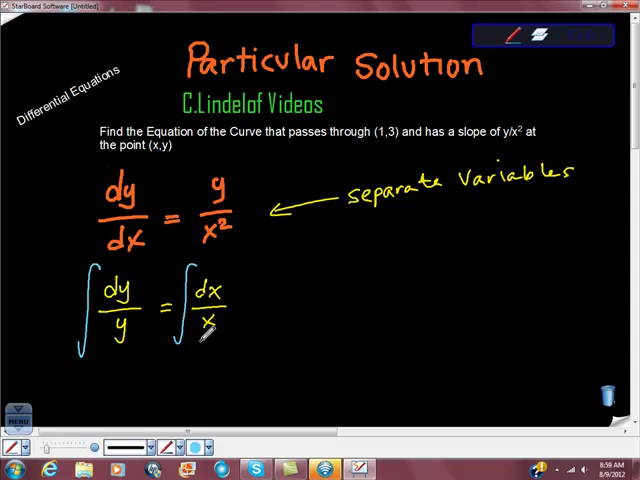 StarBoard Software [Untitled]
Particular Solution
Differential Equations
C.Lindelof Videos
Find the Equation of the Curve that passes through (1,3) and has a slope of y/x² at
the point (x,y)
dy/dx = y/x² ← separate variables
∫ dy/y = ∫ dx/x
MENU
8:59 AM
8/9/2012